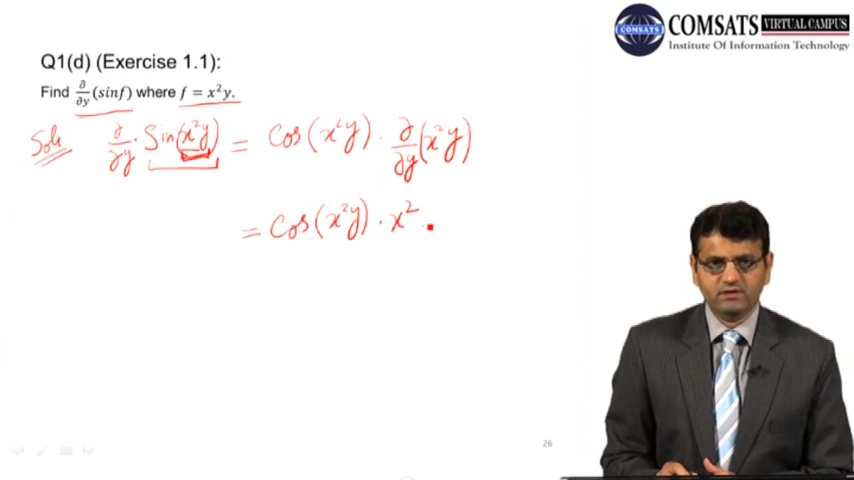 COMSATS VIRTUAL CAMPUS
COMSATS
Institute Of Information Technology
Q1(d) (Exercise 1.1):
Find ∂/∂y (sinf) where f = x²y.
Sol: ∂/∂y · Sin(x²y) = Cos(x²y) · ∂/∂y (x²y)
= Cos(x²y) · x² ·
26